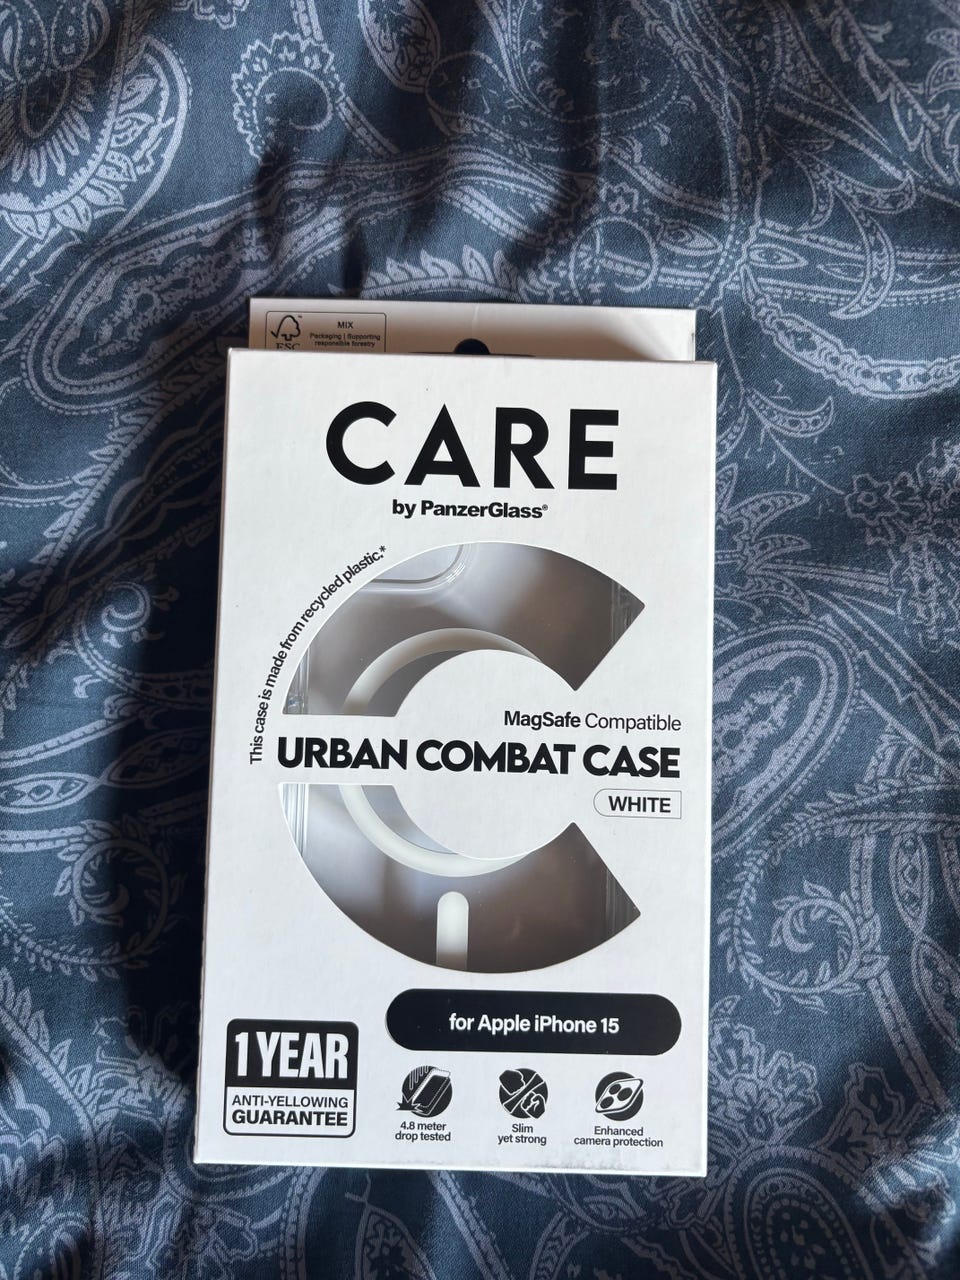 FSC
MIX
Packaging | Supporting
responsible forestry
CARE
by PanzerGlass®
This case is made from recycled plastic.*
MagSafe Compatible
URBAN COMBAT CASE
WHITE
for Apple iPhone 15
1 YEAR
ANTI-YELLOWING
GUARANTEE
4.8 meter
drop tested
Slim
yet strong
Enhanced
camera protection